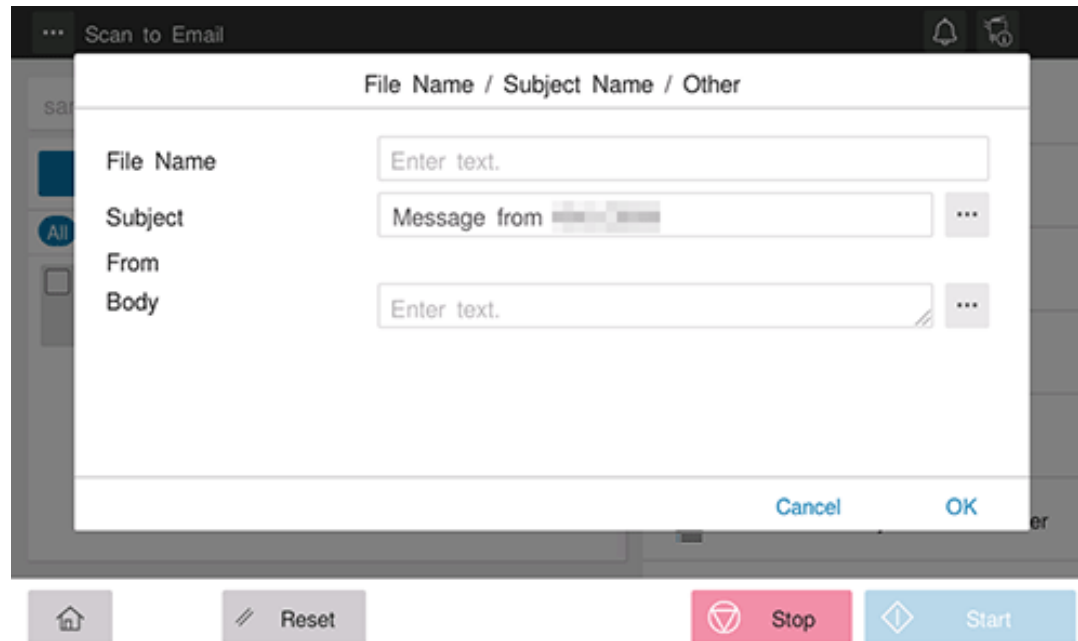 Scan to Email
File Name / Subject Name / Other
File Name
Enter text.
Subject
Message from
From
Body
Enter text.
All
Cancel
OK
Reset
Stop
Start